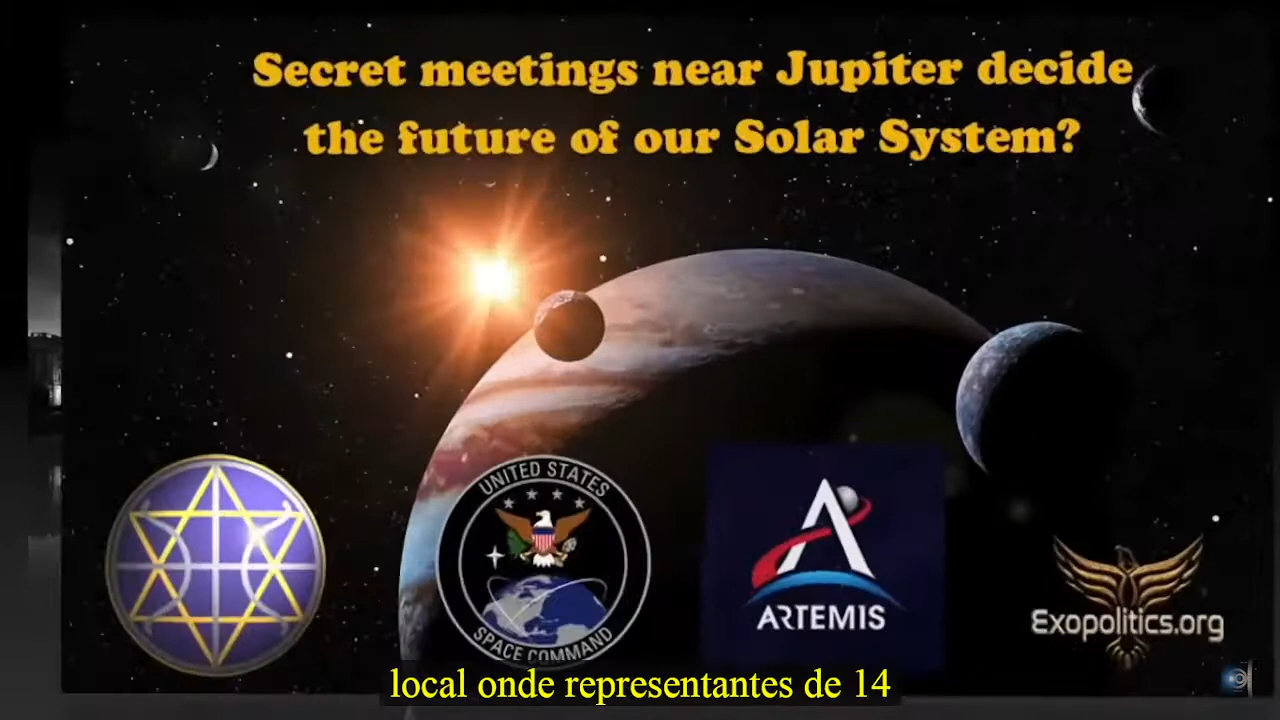 Secret meetings near Jupiter decide
the future of our Solar System?
UNITED STATES
SPACE COMMAND
ARTEMIS
Exopolitics.org
local onde representantes de 14